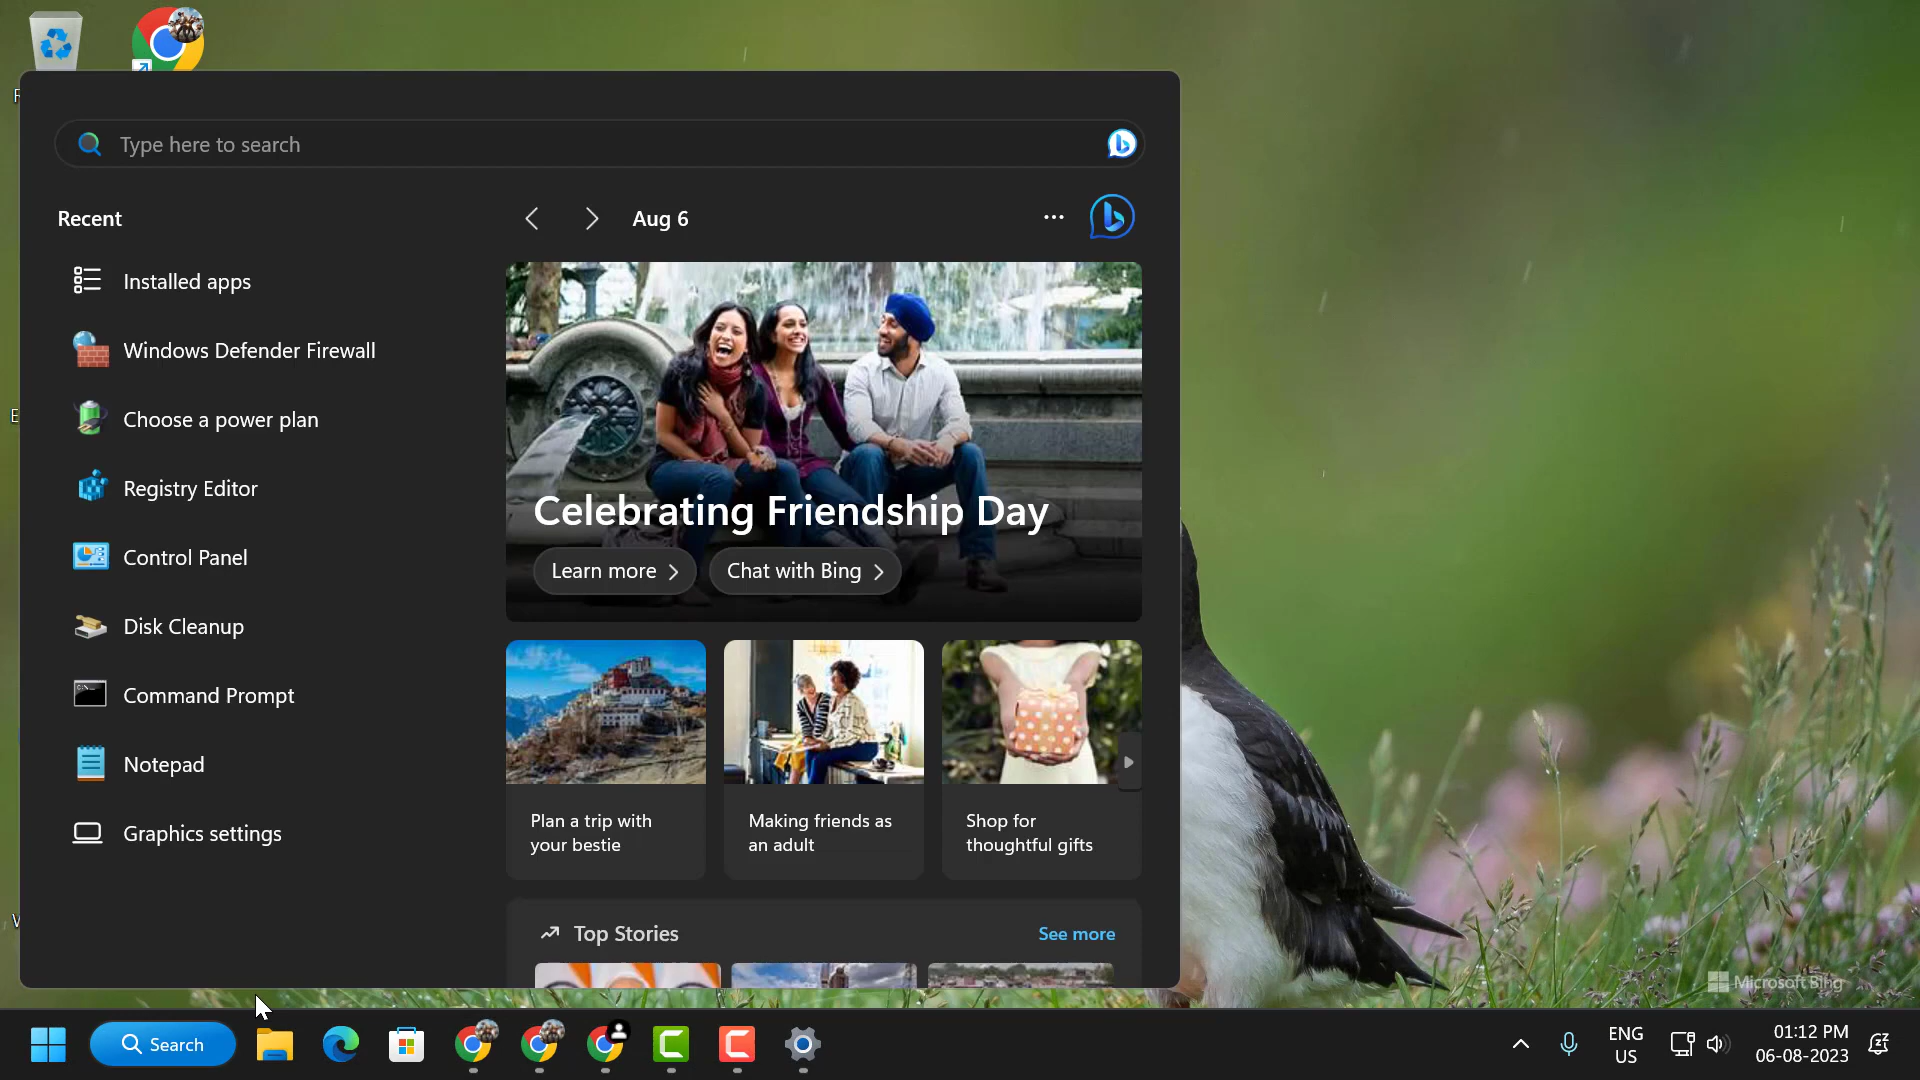 Type here to search
Recent
Installed apps
Windows Defender Firewall
Choose a power plan
Registry Editor
Control Panel
Disk Cleanup
Command Prompt
Notepad
Graphics settings
Aug 6
Celebrating Friendship Day
Learn more
Chat with Bing
Plan a trip with
your bestie
Making friends as
an adult
Shop for
thoughtful gifts
Top Stories
See more
Microsoft Bing
Search
ENG
US
01:12 PM
06-08-2023